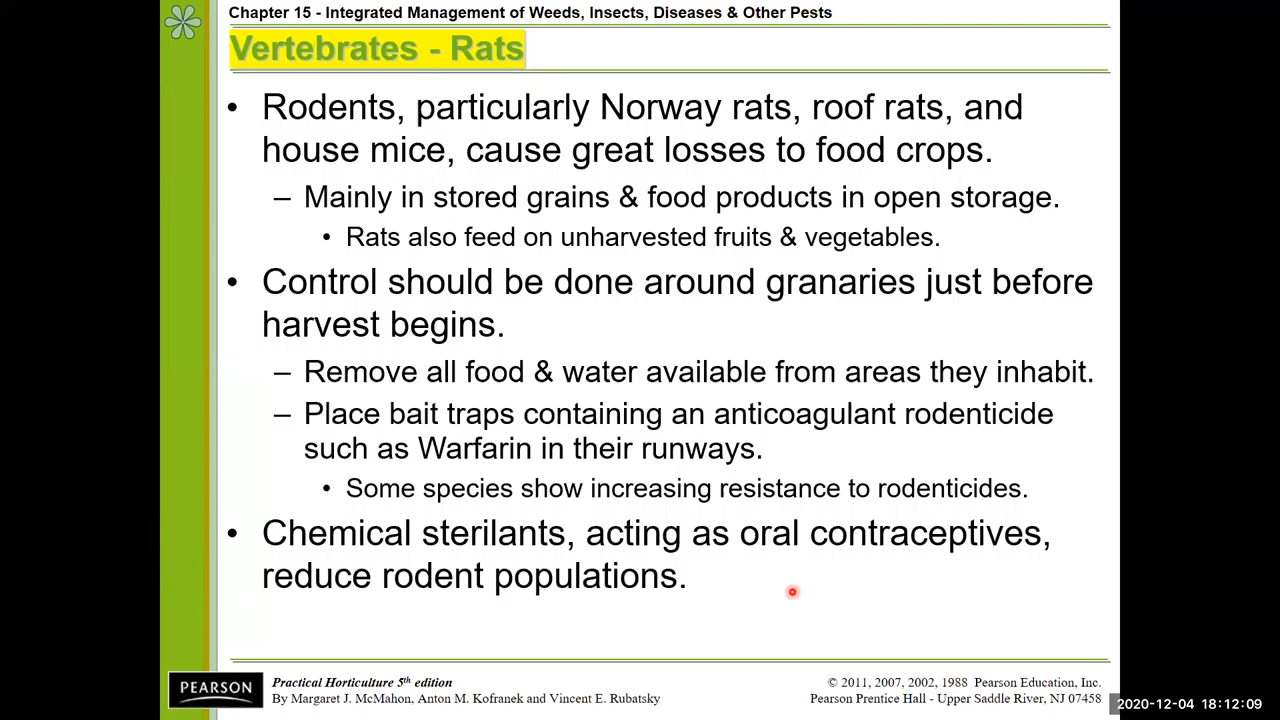 Chapter 15 - Integrated Management of Weeds, Insects, Diseases & Other Pests
Vertebrates - Rats
• Rodents, particularly Norway rats, roof rats, and
house mice, cause great losses to food crops.
– Mainly in stored grains & food products in open storage.
• Rats also feed on unharvested fruits & vegetables.
• Control should be done around granaries just before
harvest begins.
– Remove all food & water available from areas they inhabit.
– Place bait traps containing an anticoagulant rodenticide
such as Warfarin in their runways.
• Some species show increasing resistance to rodenticides.
• Chemical sterilants, acting as oral contraceptives,
reduce rodent populations.
PEARSON
Practical Horticulture 5th edition
By Margaret J. McMahon, Anton M. Kofranek and Vincent E. Rubatsky
© 2011, 2007, 2002, 1988 Pearson Education, Inc.
Pearson Prentice Hall - Upper Saddle River, NJ 07458
2020-12-04 18:12:09